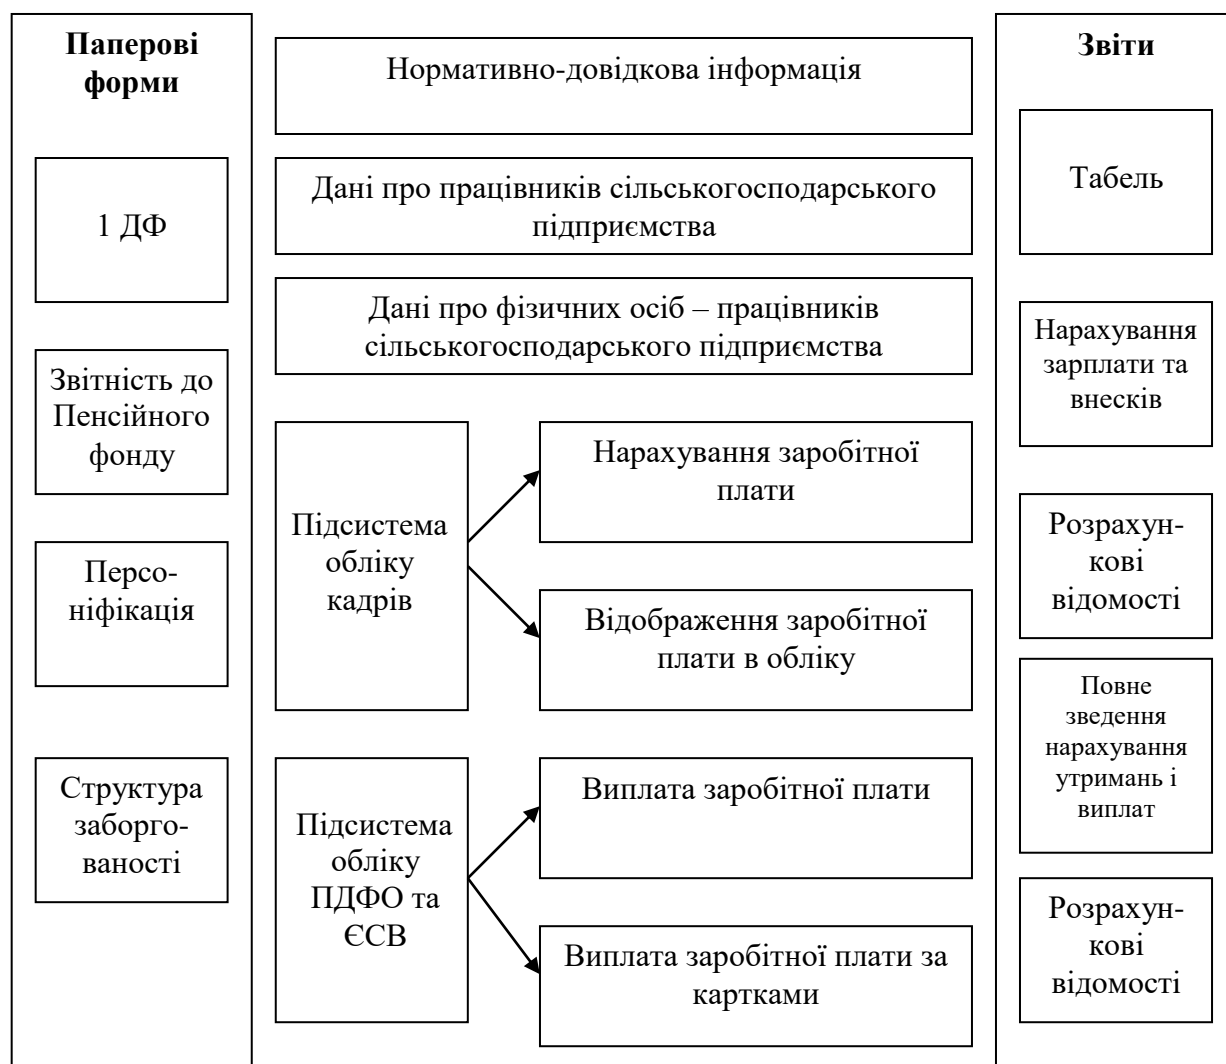 Паперові
форми
1 ДФ
Звітність до
Пенсійного
фонду
Персо-
ніфікація
Структура
заборго-
ваності
Нормативно-довідкова інформація
Дані про працівників сільськогосподарського
підприємства
Дані про фізичних осіб – працівників
сільськогосподарського підприємства
Підсистема
обліку
кадрів
Нарахування заробітної
плати
Відображення заробітної
плати в обліку
Підсистема
обліку
ПДФО та
ЄСВ
Виплата заробітної плати
Виплата заробітної плати за
картками
Звіти
Табель
Нарахування
зарплати та
внесків
Розрахун-
кові
відомості
Повне
зведення
нарахування
утримань і
виплат
Розрахун-
кові
відомості